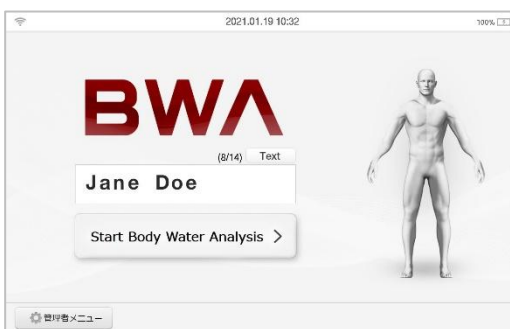 2021.01.19 10:32
100%
BWA
(8/14) Text
Jane Doe
Start Body Water Analysis >
管理者メニュー